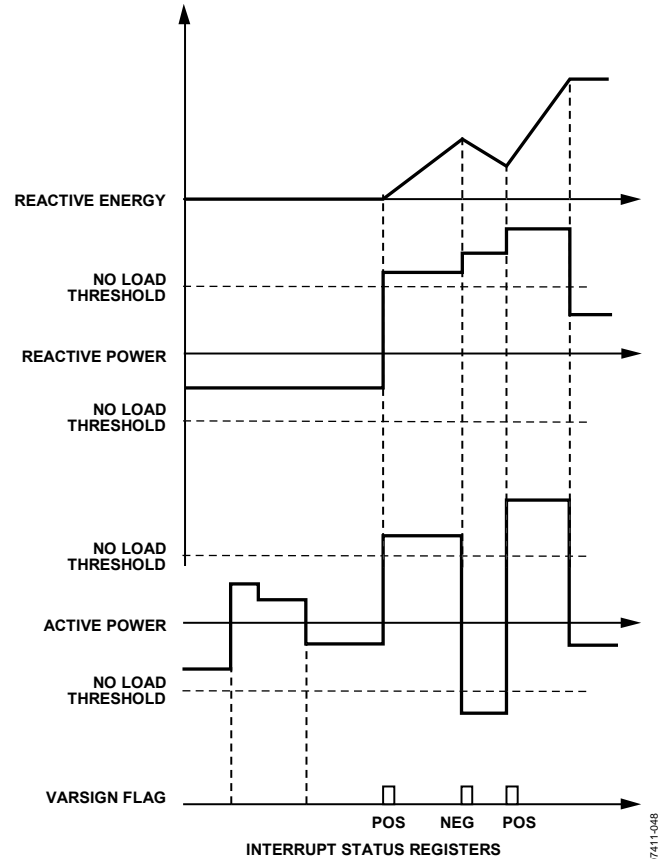 REACTIVE ENERGY
NO LOAD
THRESHOLD
REACTIVE POWER
NO LOAD
THRESHOLD
NO LOAD
THRESHOLD
ACTIVE POWER
NO LOAD
THRESHOLD
VARSIGN FLAG
POS NEG POS
INTERRUPT STATUS REGISTERS
7411-048